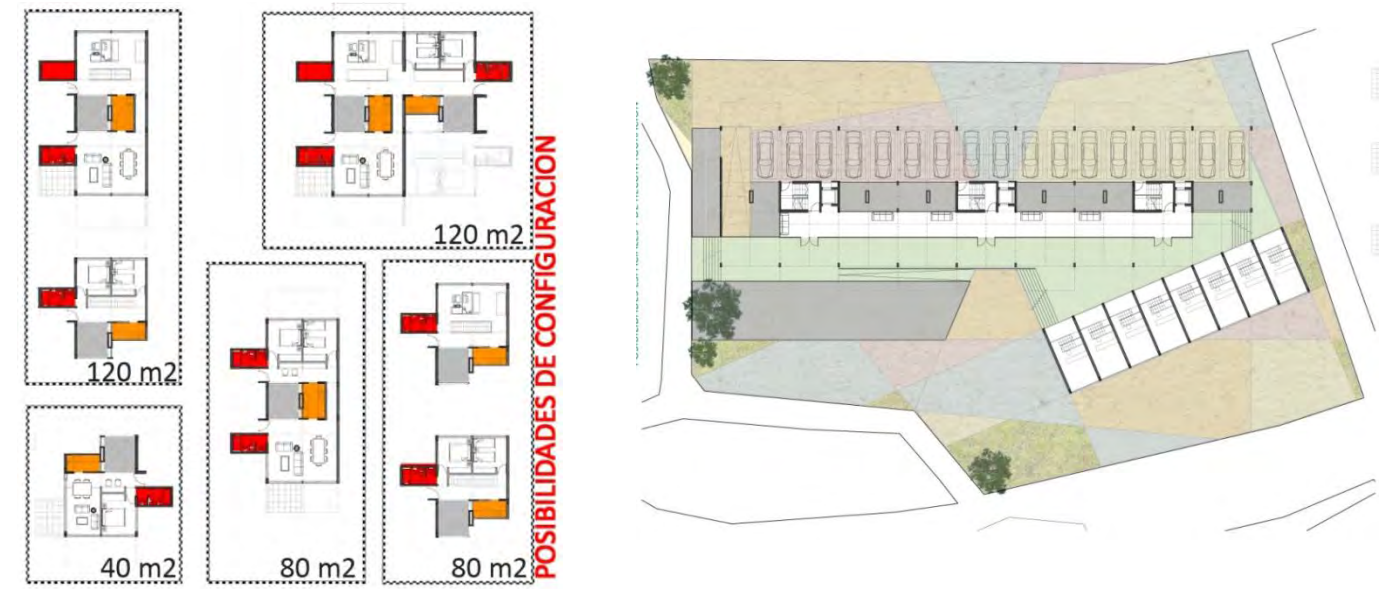 120 m2
120 m2
40 m2
80 m2
80 m2
POSIBILIDADES DE CONFIGURACION